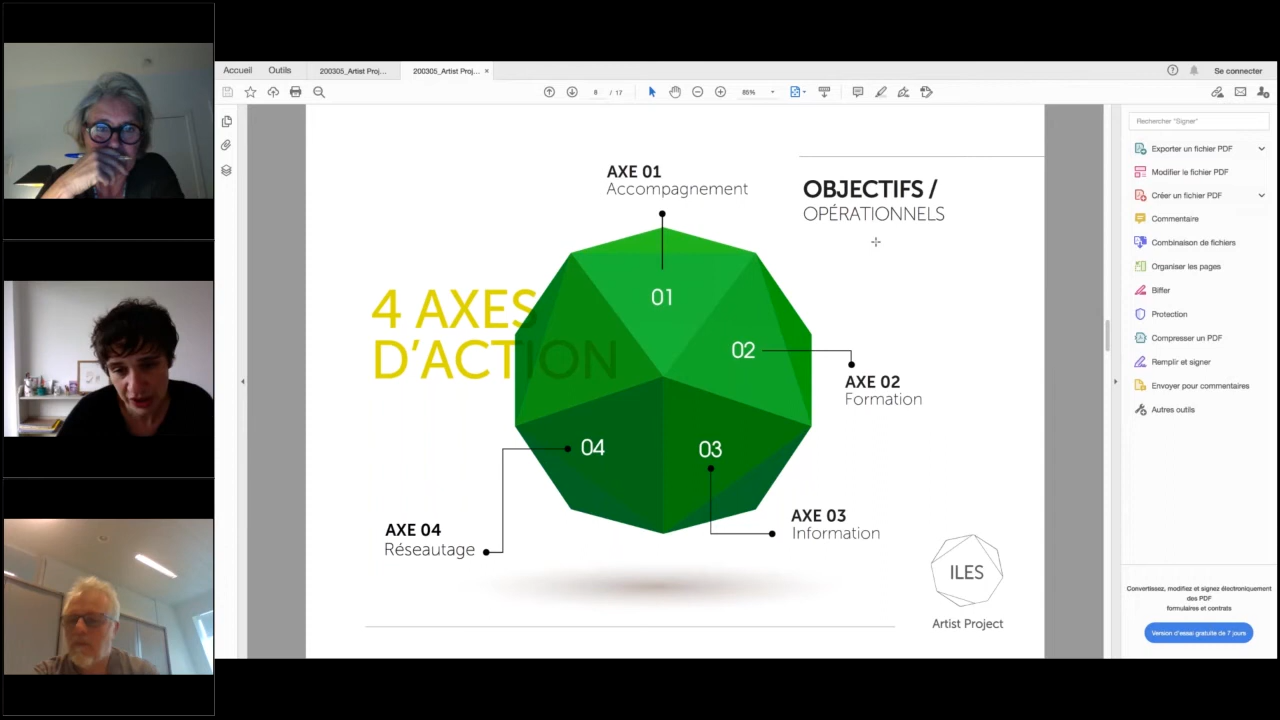 Accueil
Outils
200305_Artist Proj...
200305_Artist Proj... ×
Se connecter
8 / 17
85%
AXE 01
Accompagnement
OBJECTIFS /
OPÉRATIONNELS
4 AXES
D'ACTION
01
02
AXE 02
Formation
04
03
AXE 04
Réseautage
AXE 03
Information
ILES
Artist Project
Rechercher "Signer"
Exporter un fichier PDF
Modifier le fichier PDF
Créer un fichier PDF
Commentaire
Combinaison de fichiers
Organiser les pages
Biffer
Protection
Compresser un PDF
Remplir et signer
Envoyer pour commentaires
Autres outils
Convertissez, modifiez et signez électroniquement
des PDF
formulaires et contrats
Version d'essai gratuite de 7 jours